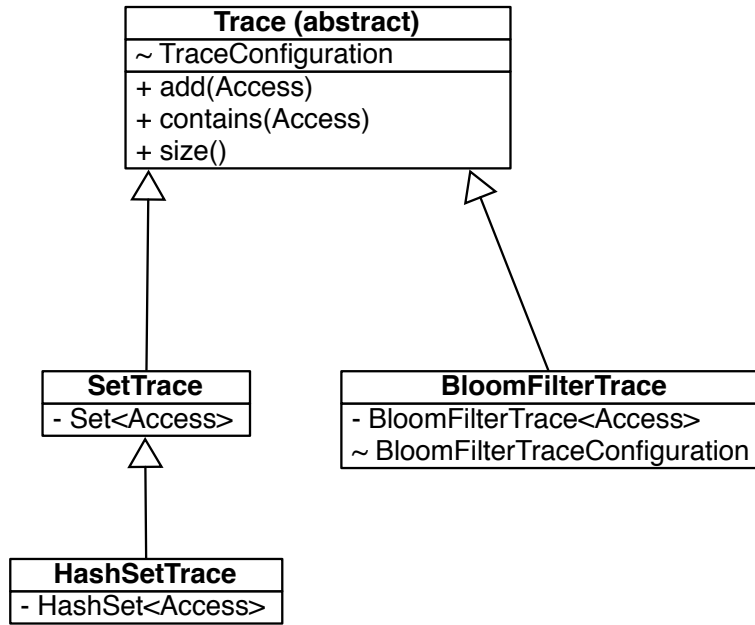 Trace (abstract)
~ TraceConfiguration
+ add(Access)
+ contains(Access)
+ size()
SetTrace
- Set<Access>
BloomFilterTrace
- BloomFilterTrace<Access>
~ BloomFilterTraceConfiguration
HashSetTrace
- HashSet<Access>